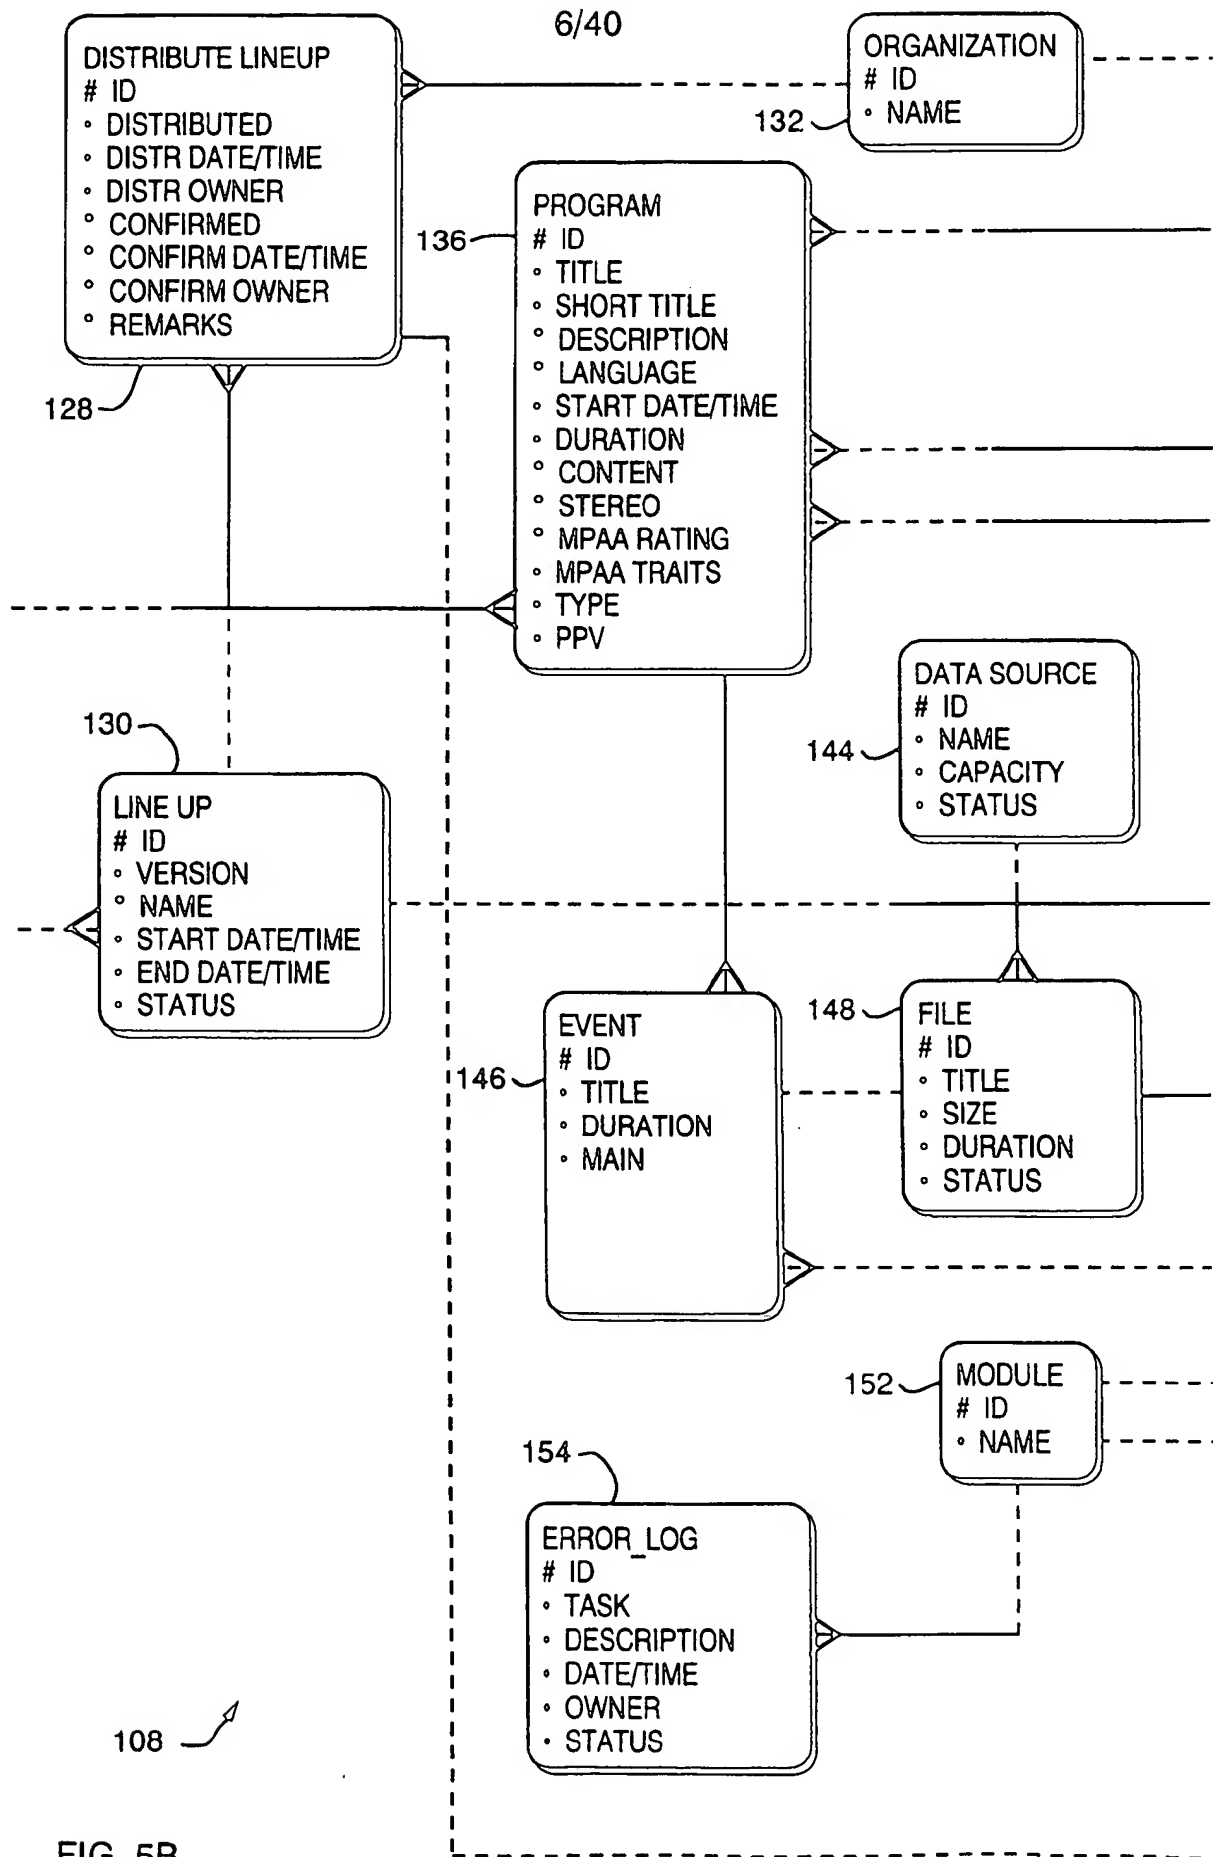 6/40
DISTRIBUTE LINEUP
# ID
∘ DISTRIBUTED
∘ DISTR DATE/TIME
∘ DISTR OWNER
° CONFIRMED
° CONFIRM DATE/TIME
° CONFIRM OWNER
° REMARKS
128
ORGANIZATION
# ID
∘ NAME
132
PROGRAM
# ID
∘ TITLE
∘ SHORT TITLE
° DESCRIPTION
° LANGUAGE
∘ START DATE/TIME
∘ DURATION
° CONTENT
° STEREO
° MPAA RATING
∘ MPAA TRAITS
∘ TYPE
∘ PPV
136
DATA SOURCE
# ID
∘ NAME
∘ CAPACITY
∘ STATUS
144
130
LINE UP
# ID
∘ VERSION
° NAME
∘ START DATE/TIME
∘ END DATE/TIME
∘ STATUS
EVENT
# ID
∘ TITLE
∘ DURATION
∘ MAIN
146
148
FILE
# ID
∘ TITLE
∘ SIZE
∘ DURATION
∘ STATUS
152
MODULE
# ID
∘ NAME
154
ERROR_LOG
# ID
∘ TASK
∘ DESCRIPTION
∘ DATE/TIME
∘ OWNER
∘ STATUS
108
FIG. 5B